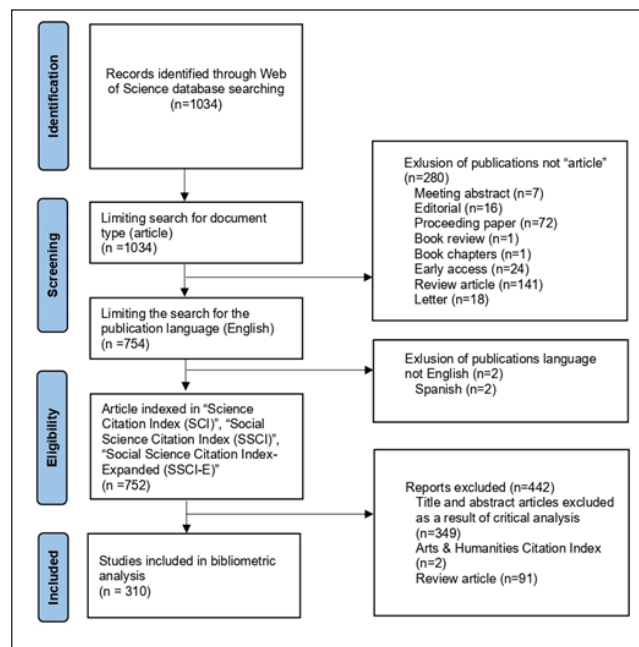 Identification
Records identified through Web
of Science database searching
(n=1034)
Screening
Limiting search for document
type (article)
(n =1034)
Exlusion of publications not “article”
(n=280)
Meeting abstract (n=7)
Editorial (n=16)
Proceeding paper (n=72)
Book review (n=1)
Book chapters (n=1)
Early access (n=24)
Review article (n=141)
Letter (n=18)
Limiting the search for the
publication language (English)
(n =754)
Exlusion of publications language
not English (n=2)
Spanish (n=2)
Eligibility
Article indexed in “Science
Citation Index (SCI)”, “Social
Science Citation Index (SSCI)”,
“Social Science Citation Index-
Expanded (SSCI-E)”
(n =752)
Reports excluded (n=442)
Title and abstract articles excluded
as a result of critical analysis
(n=349)
Arts & Humanities Citation Index
(n=2)
Review article (n=91)
Included
Studies included in bibliometric
analysis
(n = 310)